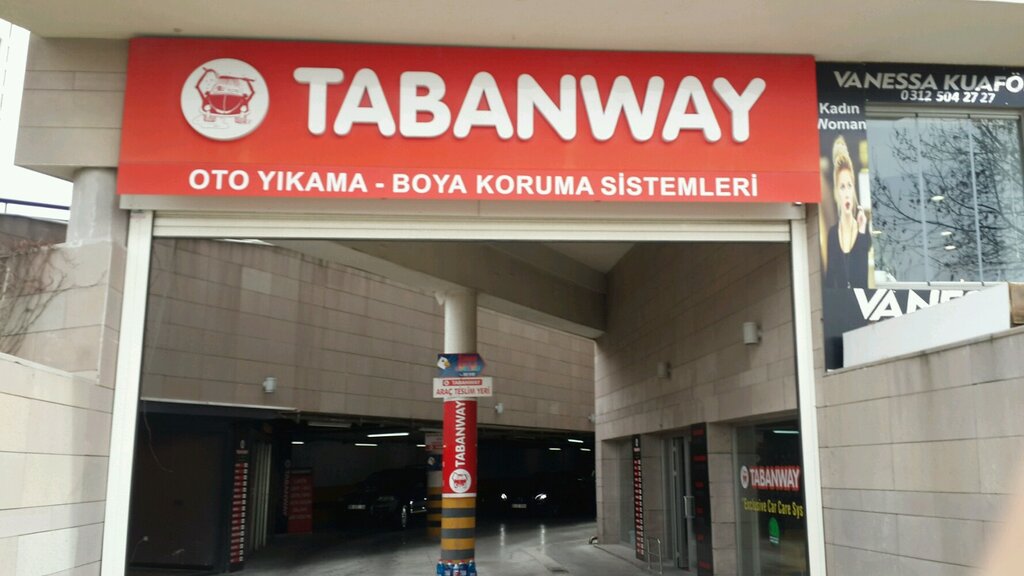 TABANWAY
OTO YIKAMA - BOYA KORUMA SİSTEMLERİ
VANESSA KUAFÖ
0312 504 27 27
Kadın
Woman
TABANWAY
ARAÇ TESLİM YERİ
TABANWAY
TABANWAY
Exclusive Car Care Sys